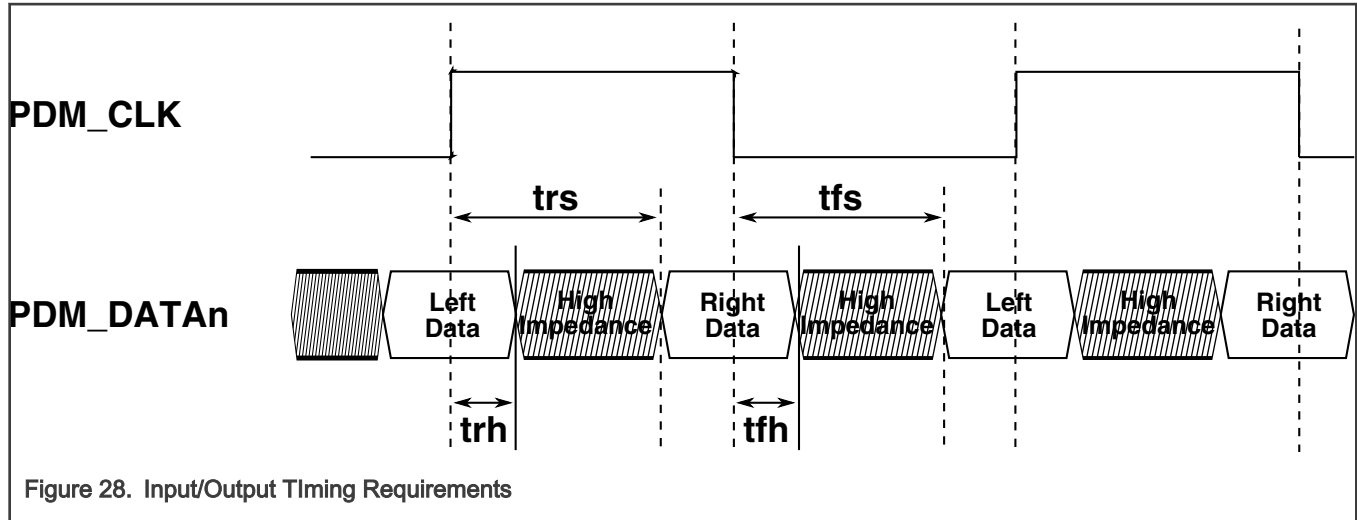 PDM_CLK
trs
tfs
PDM_DATAn
Left
Data
High
Impedance
Right
Data
High
Impedance
Left
Data
High
Impedance
Right
Data
trh
tfh
Figure 28. Input/Output TIming Requirements